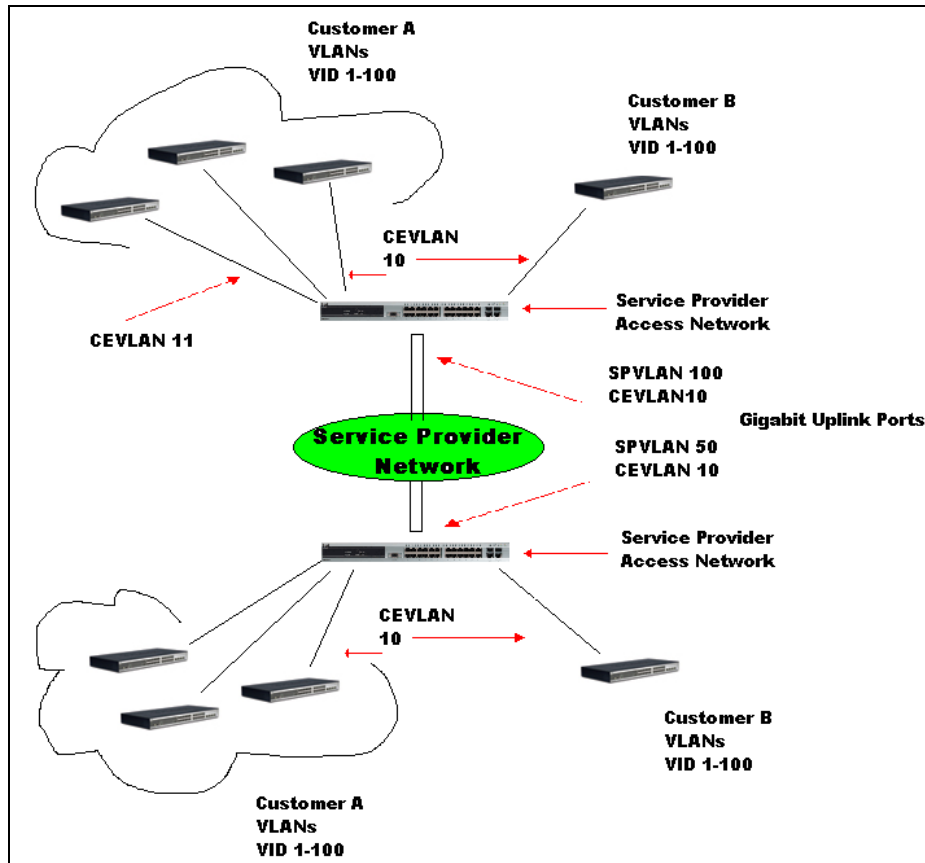 Customer A
VLANs
VID 1-100
Customer B
VLANs
VID 1-100
CEVLAN
10
CEVLAN 11
Service Provider
Access Network
SPVLAN 100
CEVLAN10
Gigabit Uplink Ports
Service Provider
Network
SPVLAN 50
CEVLAN 10
Service Provider
Access Network
CEVLAN
10
Customer B
VLANs
VID 1-100
Customer A
VLANs
VID 1-100